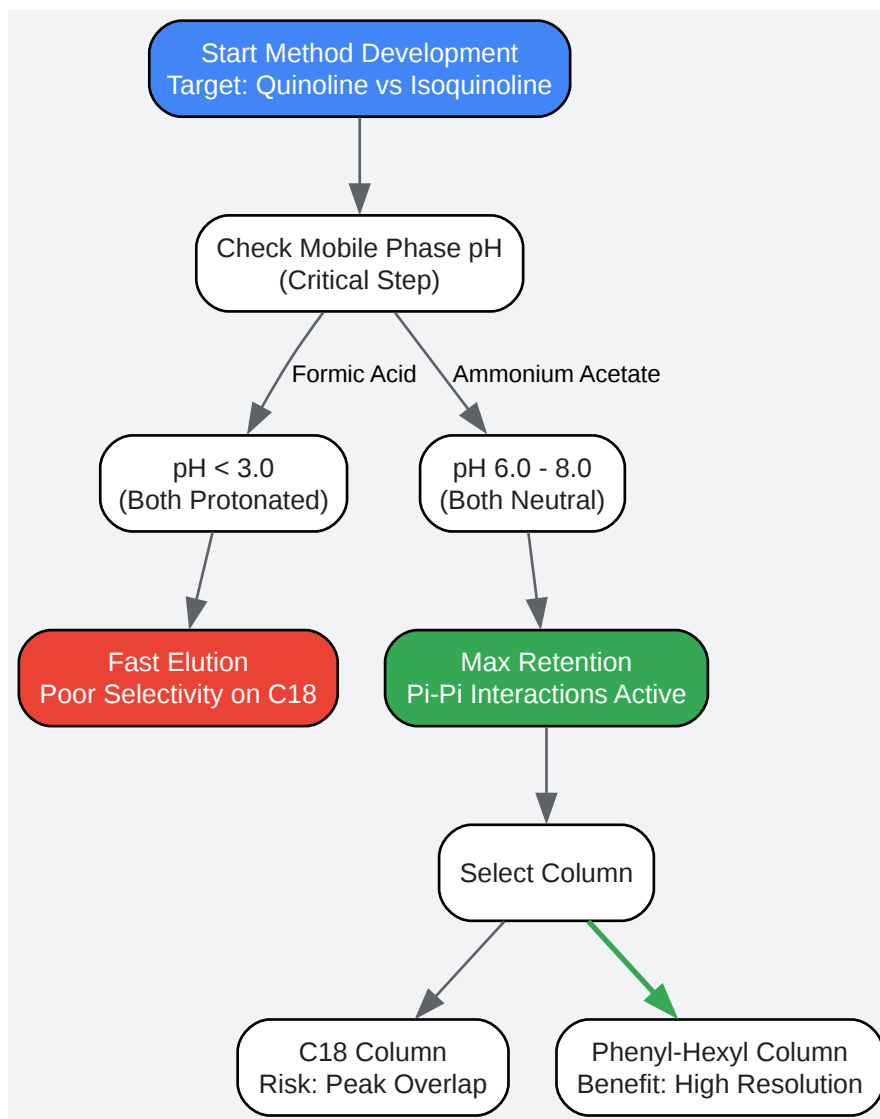 Start Method Development
Target: Quinoline vs Isoquinoline
Check Mobile Phase pH
(Critical Step)
Formic Acid
Ammonium Acetate
pH < 3.0
(Both Protonated)
pH 6.0 - 8.0
(Both Neutral)
Fast Elution
Poor Selectivity on C18
Max Retention
Pi-Pi Interactions Active
Select Column
C18 Column
Risk: Peak Overlap
Phenyl-Hexyl Column
Benefit: High Resolution